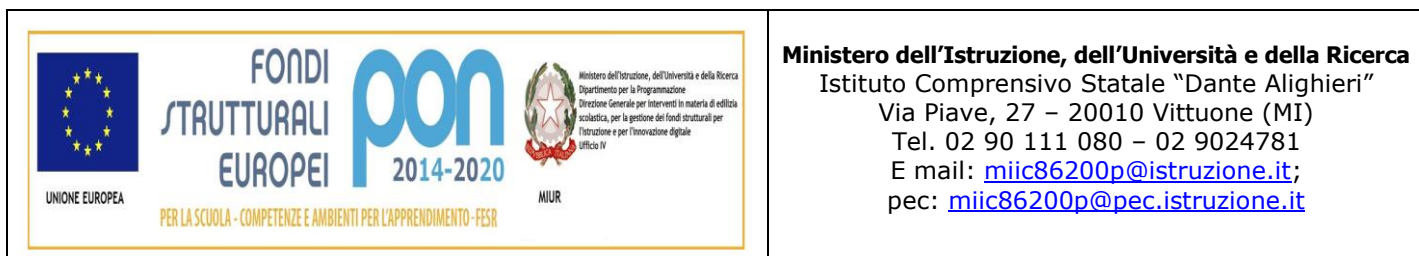 FONDI
STRUTTURALI
EUROPEI
pon
2014-2020
UNIONE EUROPEA
MIUR
Ministero dell'Istruzione, dell'Università e della Ricerca
Dipartimento per la Programmazione
Direzione Generale per interventi in materia di edilizia
scolastica, per la gestione dei fondi strutturali per
l'istruzione e per l'innovazione digitale
Ufficio IV
PER LA SCUOLA - COMPETENZE E AMBIENTI PER L'APPRENDIMENTO-FESR
Ministero dell’Istruzione, dell’Università e della Ricerca
Istituto Comprensivo Statale “Dante Alighieri”
Via Piave, 27 – 20010 Vittuone (MI)
Tel. 02 90 111 080 – 02 9024781
E mail: miic86200p@istruzione.it;
pec: miic86200p@pec.istruzione.it